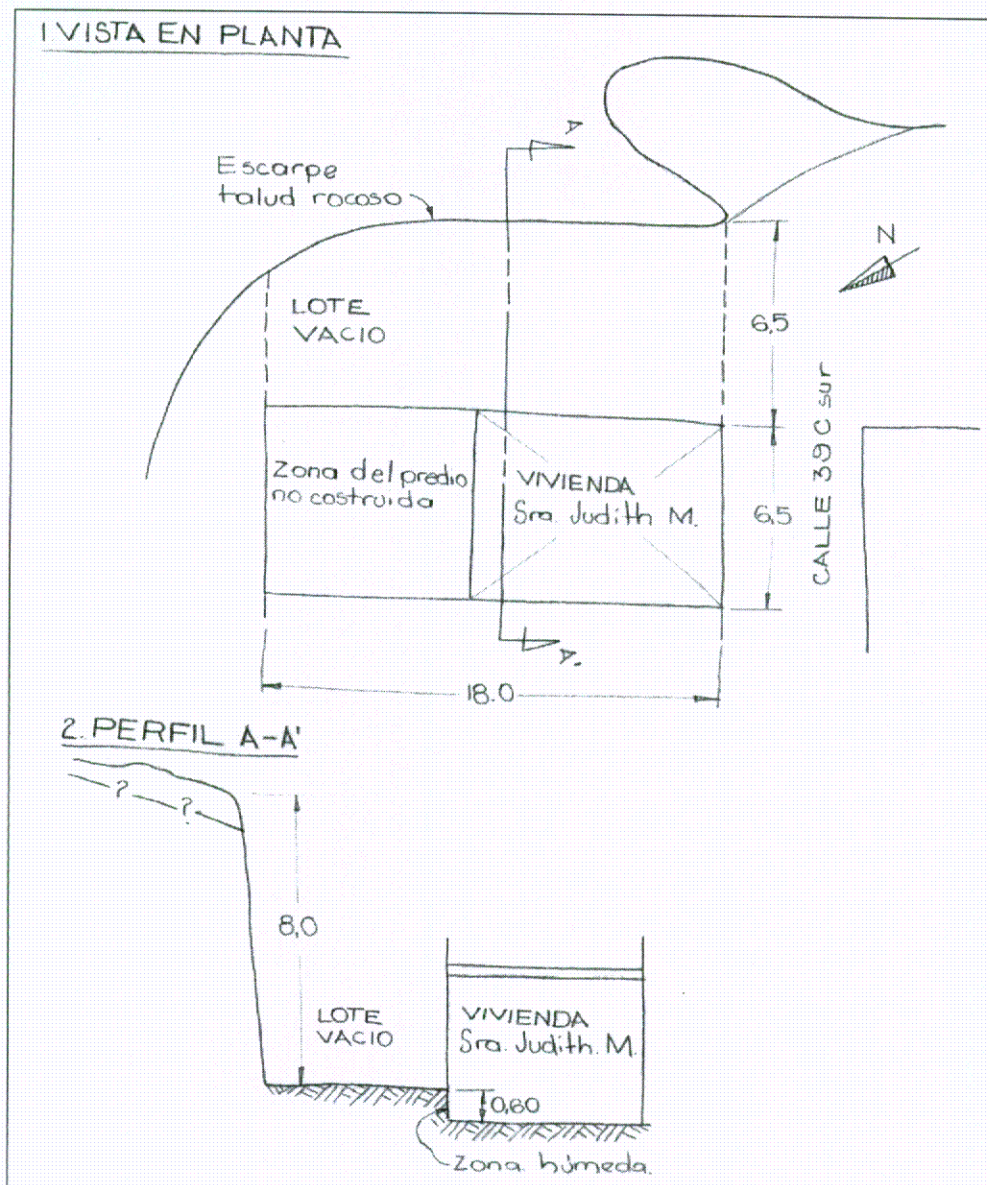 1 VISTA EN PLANTA
A
Escarpe
talud rocoso
N
LOTE
VACIO
6,5
CALLE 39 C sur
Zona del predio
no costruida
VIVIENDA
Sra. Judith M.
6,5
A'
18.0
2. PERFIL A-A'
?
?
8,0
LOTE
VACIO
VIVIENDA
Sra. Judith. M.
0,60
Zona húmeda.